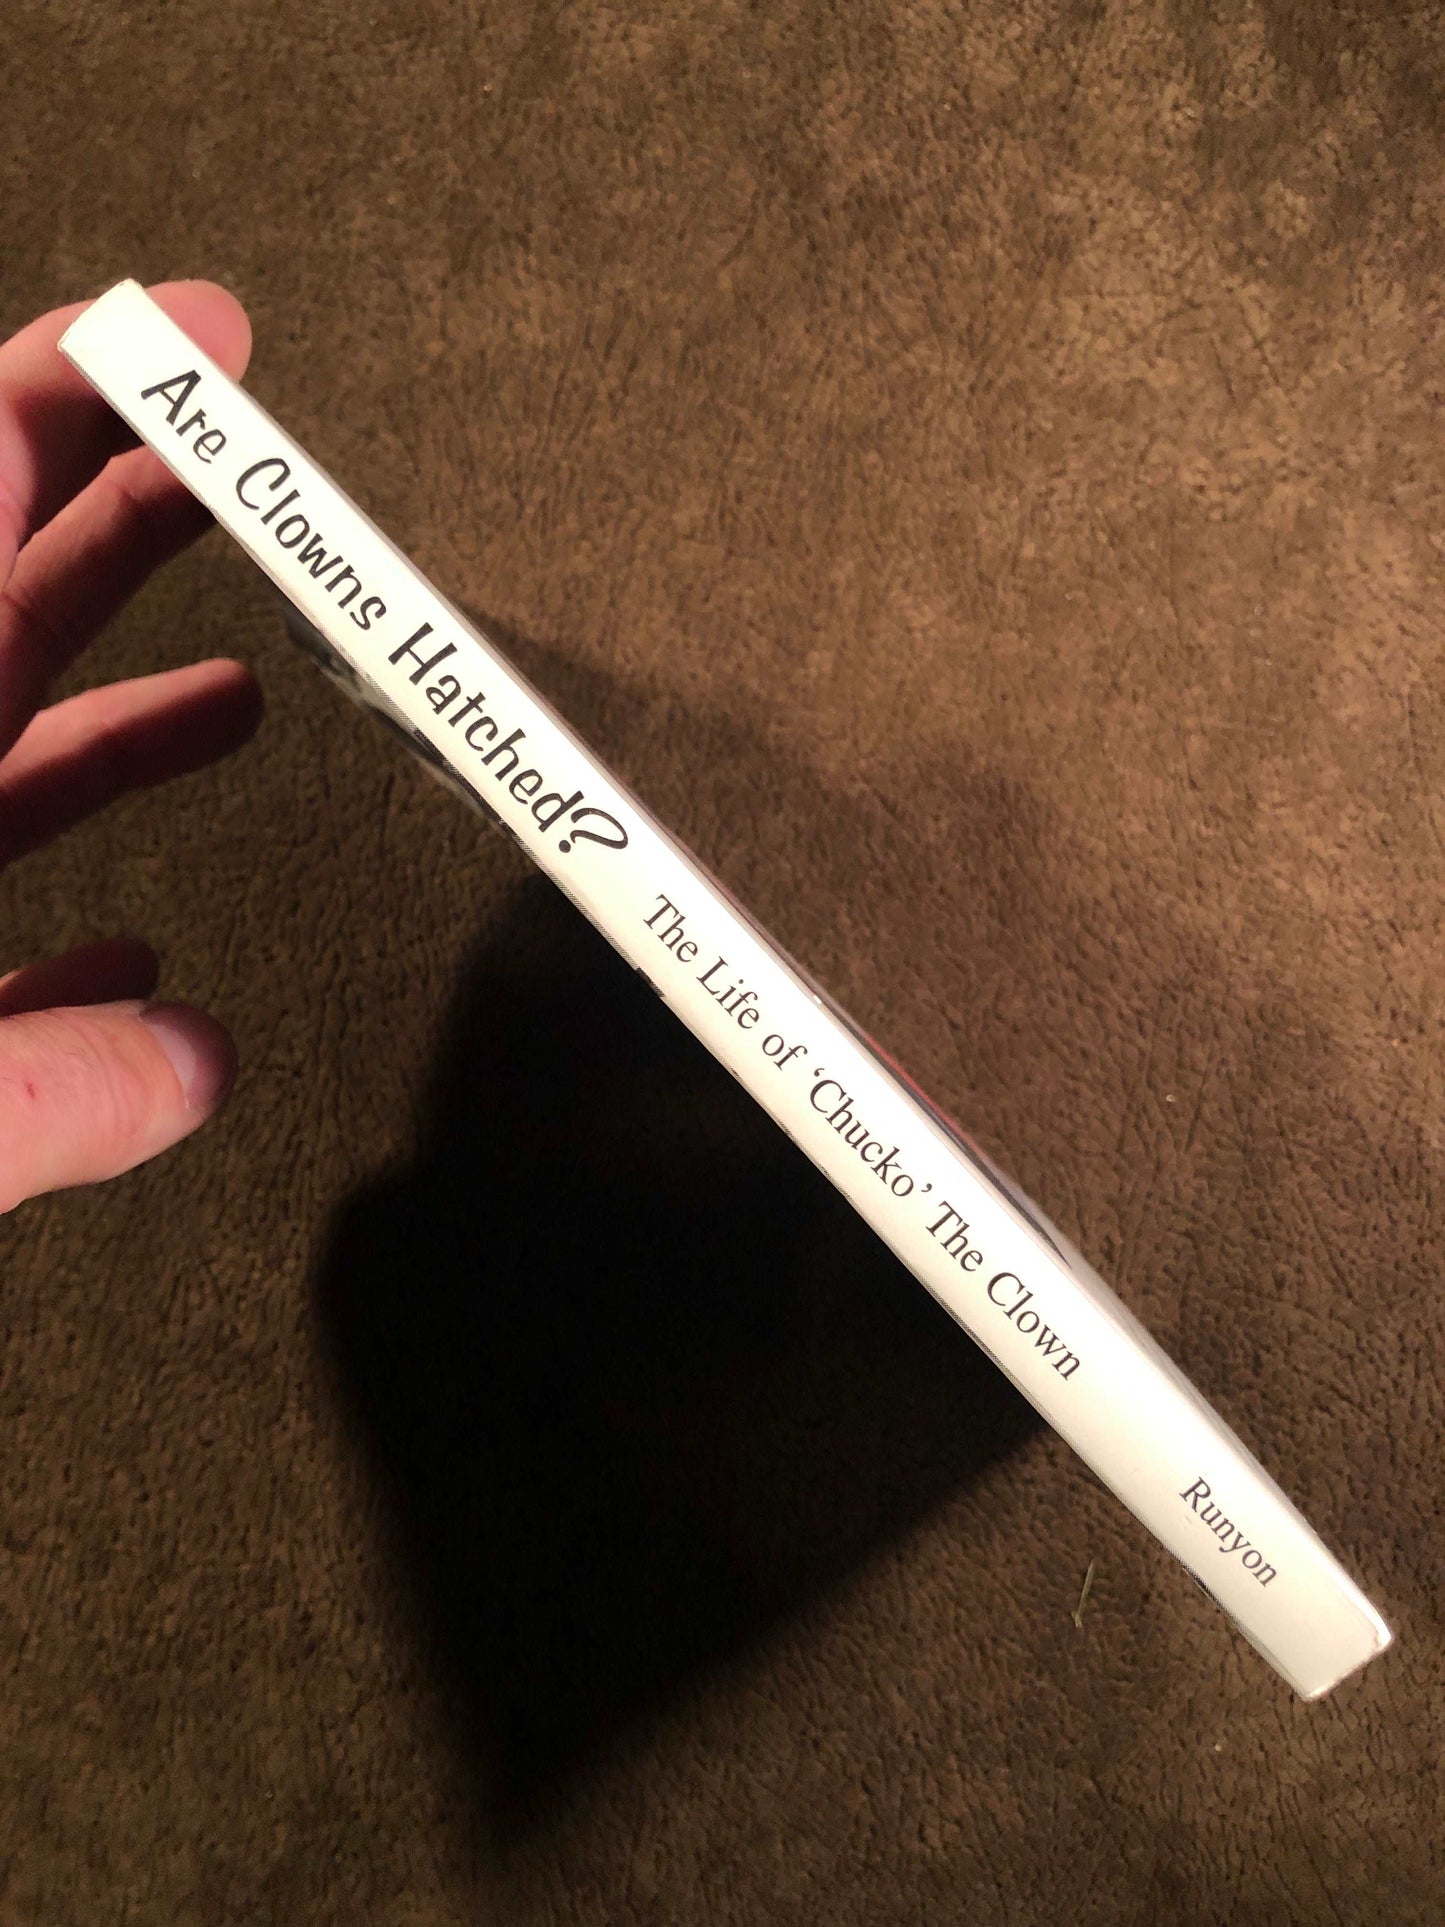 Are Clowns Hatched? The Life of ‘Chucko’ The Clown Runyon